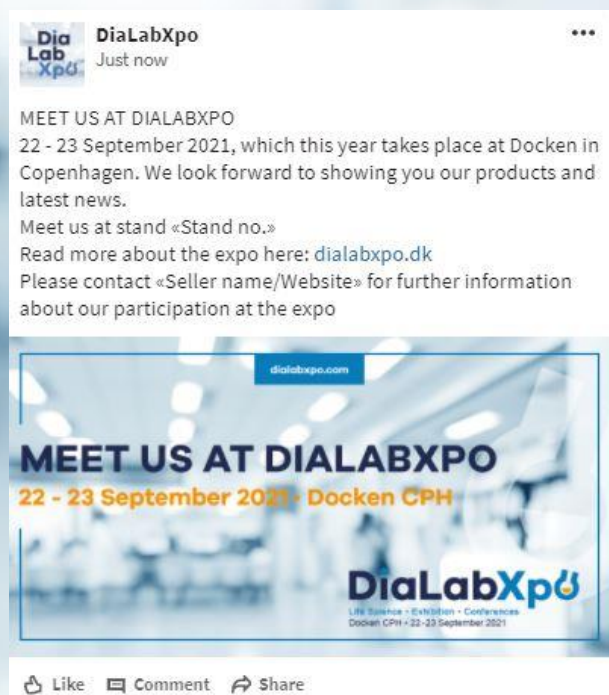 Dia
Lab
Xpo
DiaLabXpo
Just now
MEET US AT DIALABXPO
22 - 23 September 2021, which this year takes place at Docken in
Copenhagen. We look forward to showing you our products and
latest news.
Meet us at stand «Stand no.»
Read more about the expo here: dialabxpo.dk
Please contact «Seller name/Website» for further information
about our participation at the expo
dialabxpo.com
MEET US AT DIALABXPO
22 - 23 September 2021 - Docken CPH
DiaLabXpo
Life Science - Exhibition - Conferences
Docken CPH • 22-23 September 2021
Like Comment Share